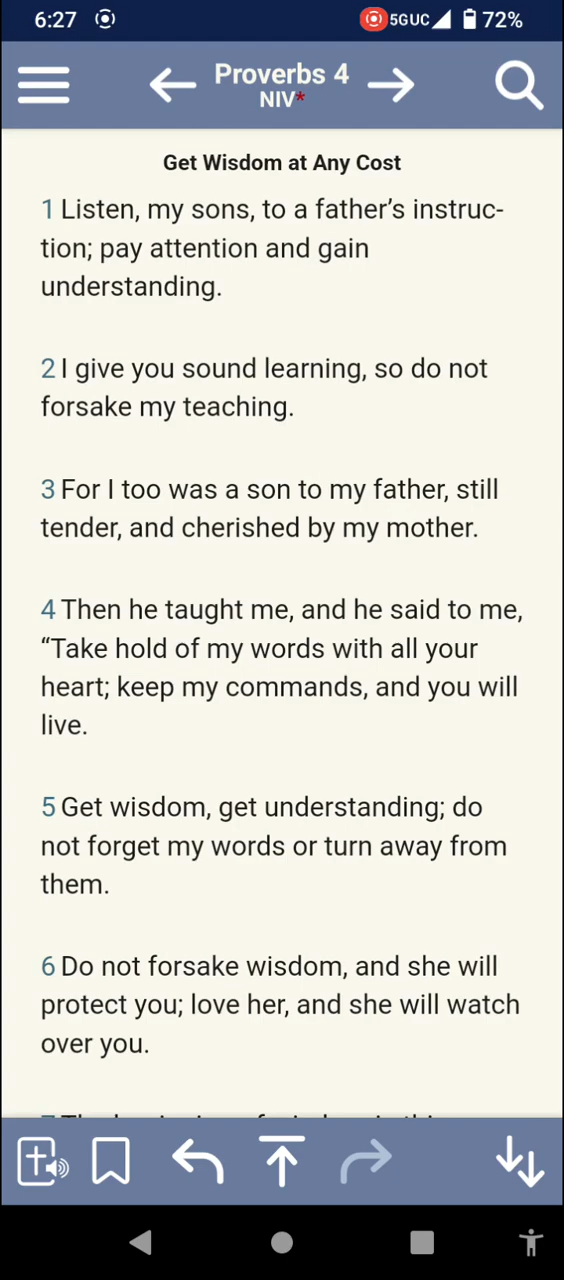 6:27 5GUC 72%
Proverbs 4
NIV*
Get Wisdom at Any Cost
1 Listen, my sons, to a father’s instruc-
tion; pay attention and gain
understanding.
2 I give you sound learning, so do not
forsake my teaching.
3 For I too was a son to my father, still
tender, and cherished by my mother.
4 Then he taught me, and he said to me,
“Take hold of my words with all your
heart; keep my commands, and you will
live.
5 Get wisdom, get understanding; do
not forget my words or turn away from
them.
6 Do not forsake wisdom, and she will
protect you; love her, and she will watch
over you.